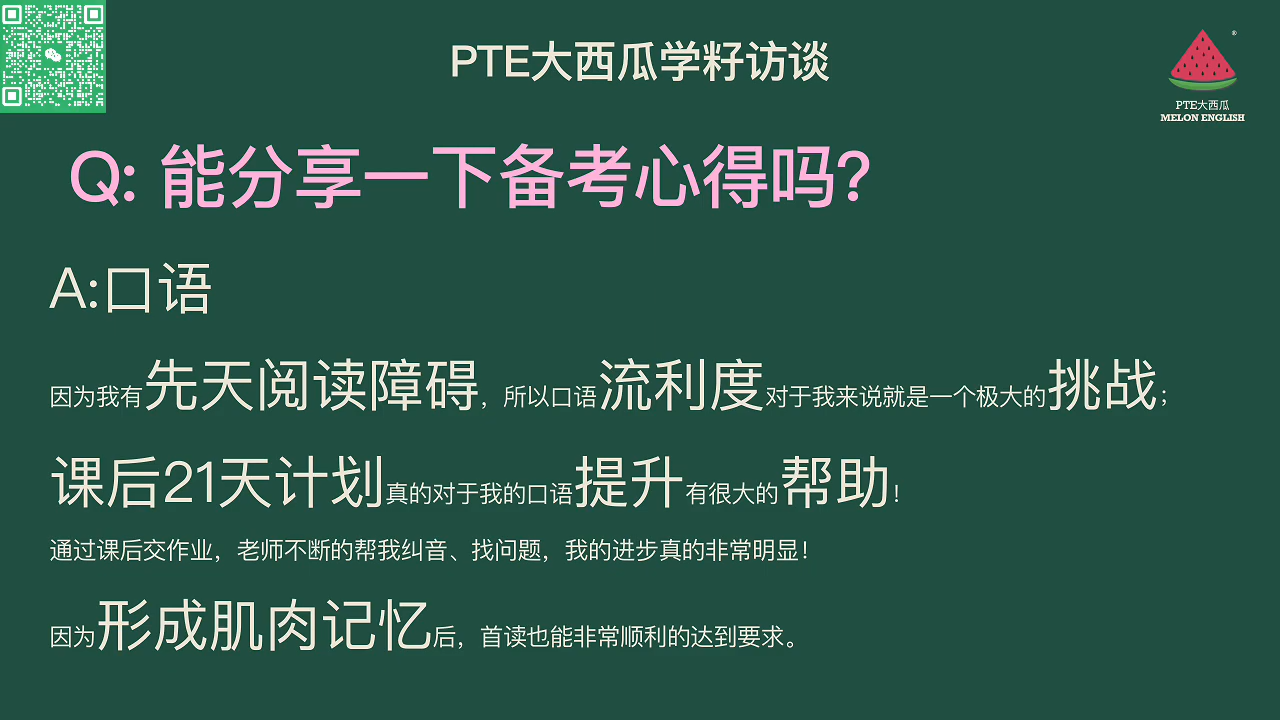 PTE大西瓜学籽访谈
®
PTE大西瓜
MELON ENGLISH
Q: 能分享一下备考心得吗?
A:口语
因为我有先天阅读障碍，所以口语流利度对于我来说就是一个极大的挑战；
课后21天计划真的对于我的口语提升有很大的帮助！
通过课后交作业，老师不断的帮我纠音、找问题，我的进步真的非常明显！
因为形成肌肉记忆后，首读也能非常顺利的达到要求。